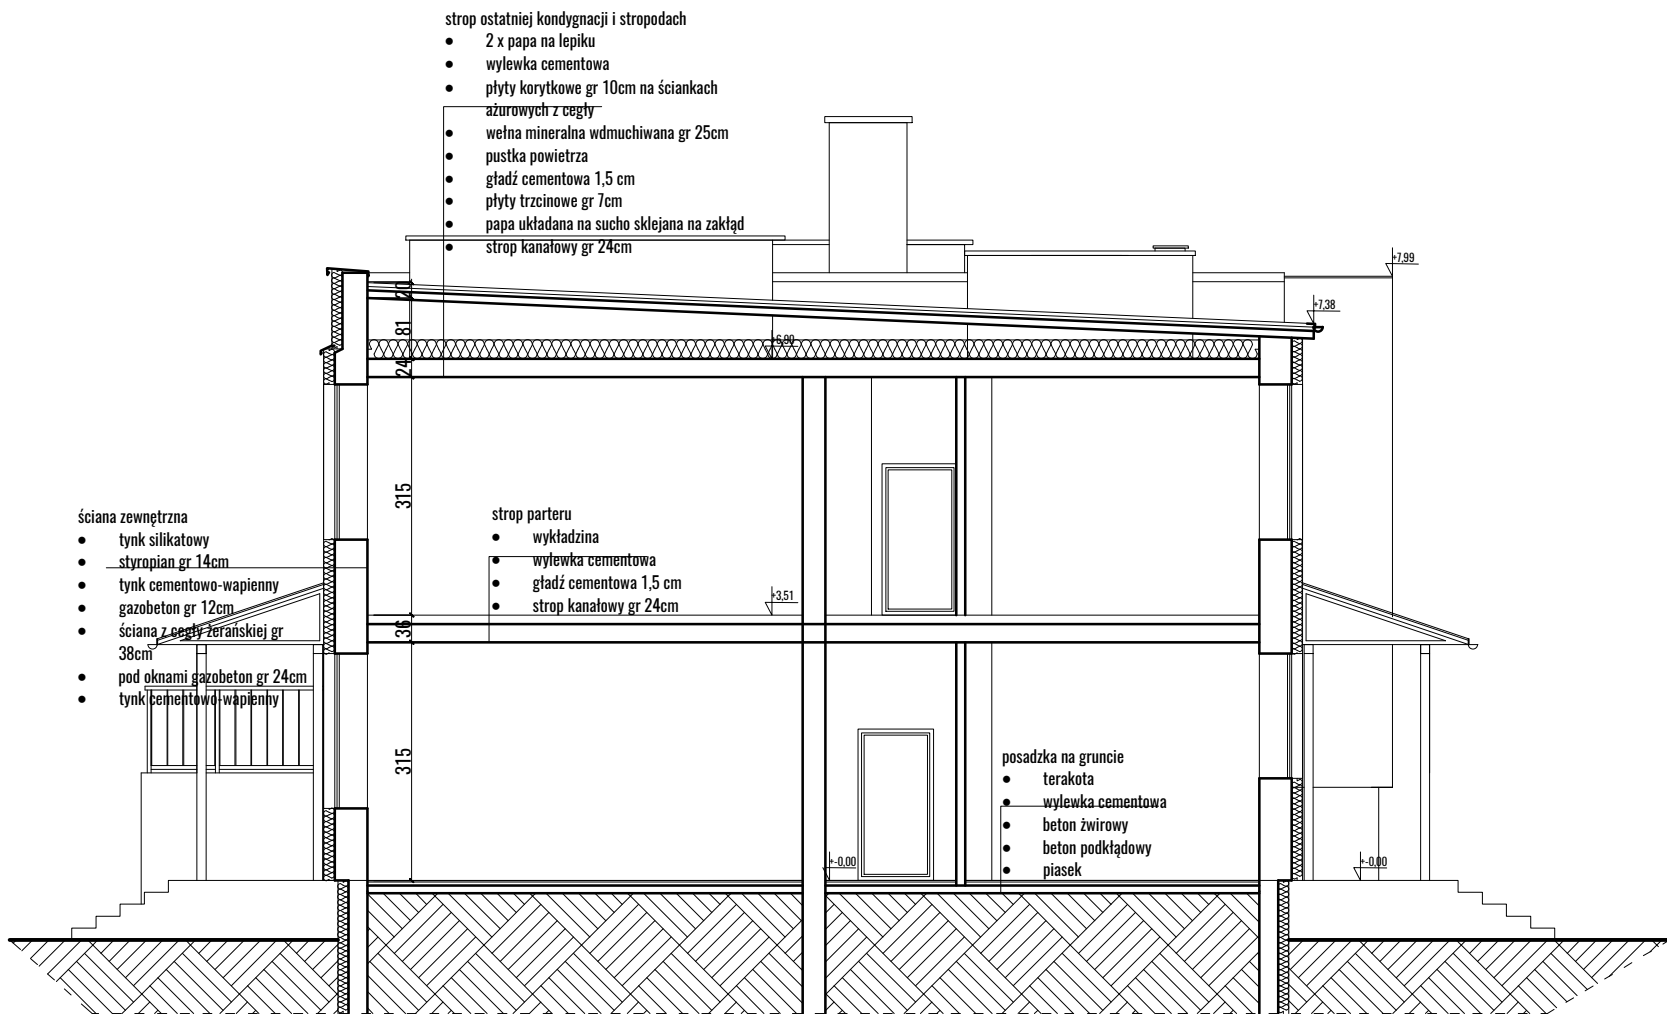 strop ostatniej kondygnacji i stropodach
● 2 x papa na lepiku
● wylewka cementowa
● płyty korytkowe gr 10cm na ściankach
ażurowych z cegły
● wełna mineralna wdmuchiwana gr 25cm
● pustka powietrza
● gładź cementowa 1,5 cm
● płyty trzcinowe gr 7cm
● papa układana na sucho sklejana na zakłąd
● strop kanałowy gr 24cm
+7,99
20
+7,38
81
+6,90
24
315
ściana zewnętrzna
● tynk silikatowy
● styropian gr 14cm
● tynk cementowo-wapienny
● gazobeton gr 12cm
● ściana z cegły żerańskiej gr
38cm
● pod oknami gazobeton gr 24cm
● tynk cementowo-wapienny
strop parteru
● wykładzina
● wylewka cementowa
● gładź cementowa 1,5 cm
● strop kanałowy gr 24cm
+3,51
36
315
posadzka na gruncie
● terakota
● wylewka cementowa
● beton żwirowy
● beton podkłądowy
● piasek
+-0,00
+-0,00